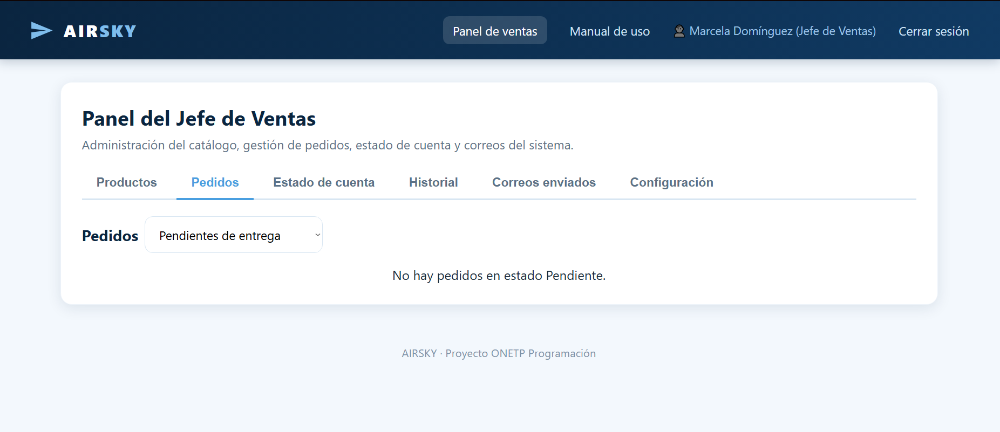 AIRSKY
Panel de ventas
Manual de uso
Marcela Domínguez (Jefe de Ventas)
Cerrar sesión
Panel del Jefe de Ventas
Administración del catálogo, gestión de pedidos, estado de cuenta y correos del sistema.
Productos
Pedidos
Estado de cuenta
Historial
Correos enviados
Configuración
Pedidos
Pendientes de entrega
No hay pedidos en estado Pendiente.
AIRSKY · Proyecto ONETP Programación